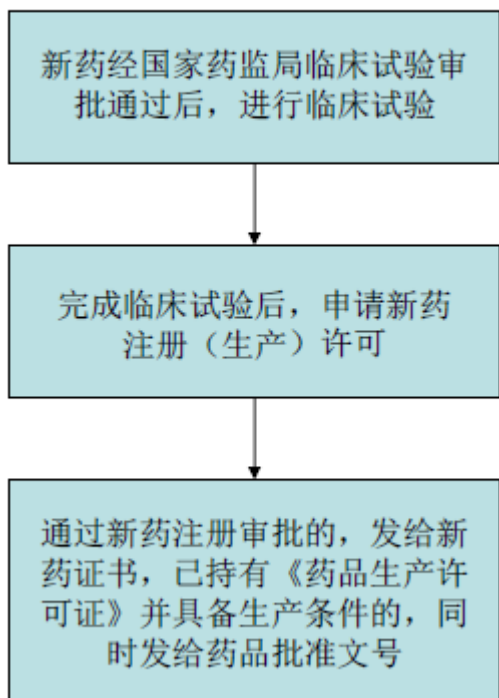 新药经国家药监局临床试验审
批通过后，进行临床试验
完成临床试验后，申请新药
注册（生产）许可
通过新药注册审批的，发给新
药证书，已持有《药品生产许
可证》并具备生产条件的，同
时发给药品批准文号